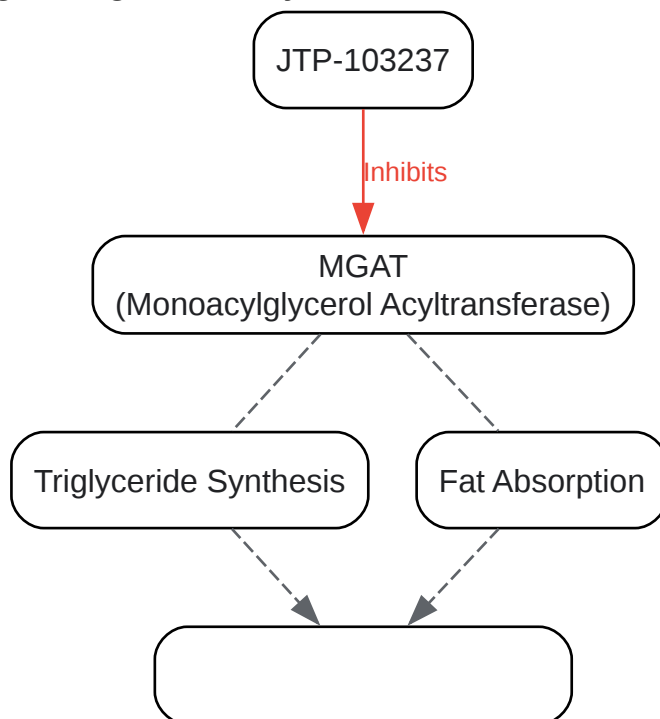 JTP-103237
Inhibits
MGAT
(Monoacylglycerol Acyltransferase)
Triglyceride Synthesis
Fat Absorption